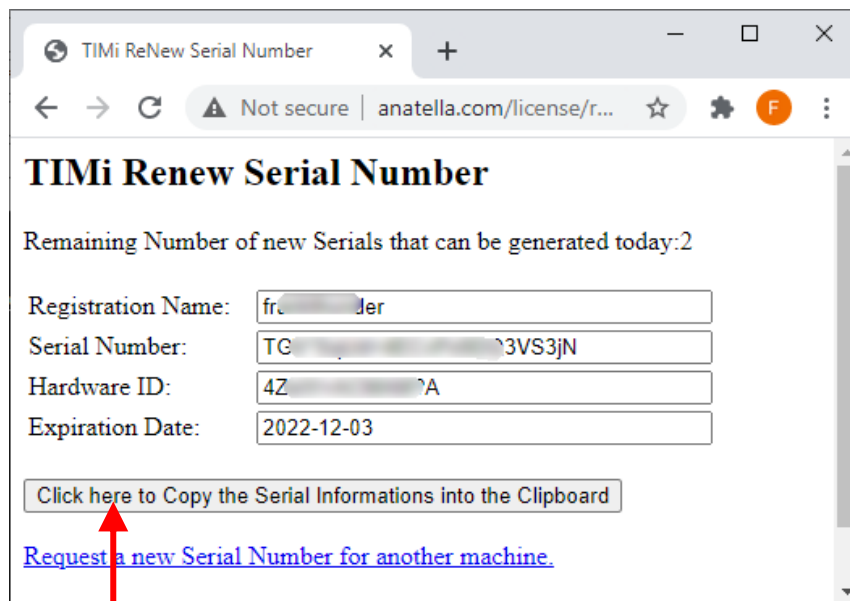 TIMi ReNew Serial Number
Not secure | anatella.com/license/r...
F
TIMi Renew Serial Number
Remaining Number of new Serials that can be generated today:2
Registration Name:
Serial Number:
Hardware ID:
Expiration Date: 2022-12-03
Click here to Copy the Serial Informations into the Clipboard
Request a new Serial Number for another machine.